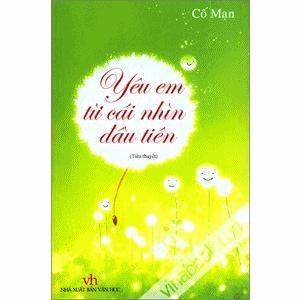 Cố Mạn
Yêu em
từ cái nhìn
đầu tiên
(Tiểu thuyết)
vh
NHÀ XUẤT BẢN VĂN HỌC